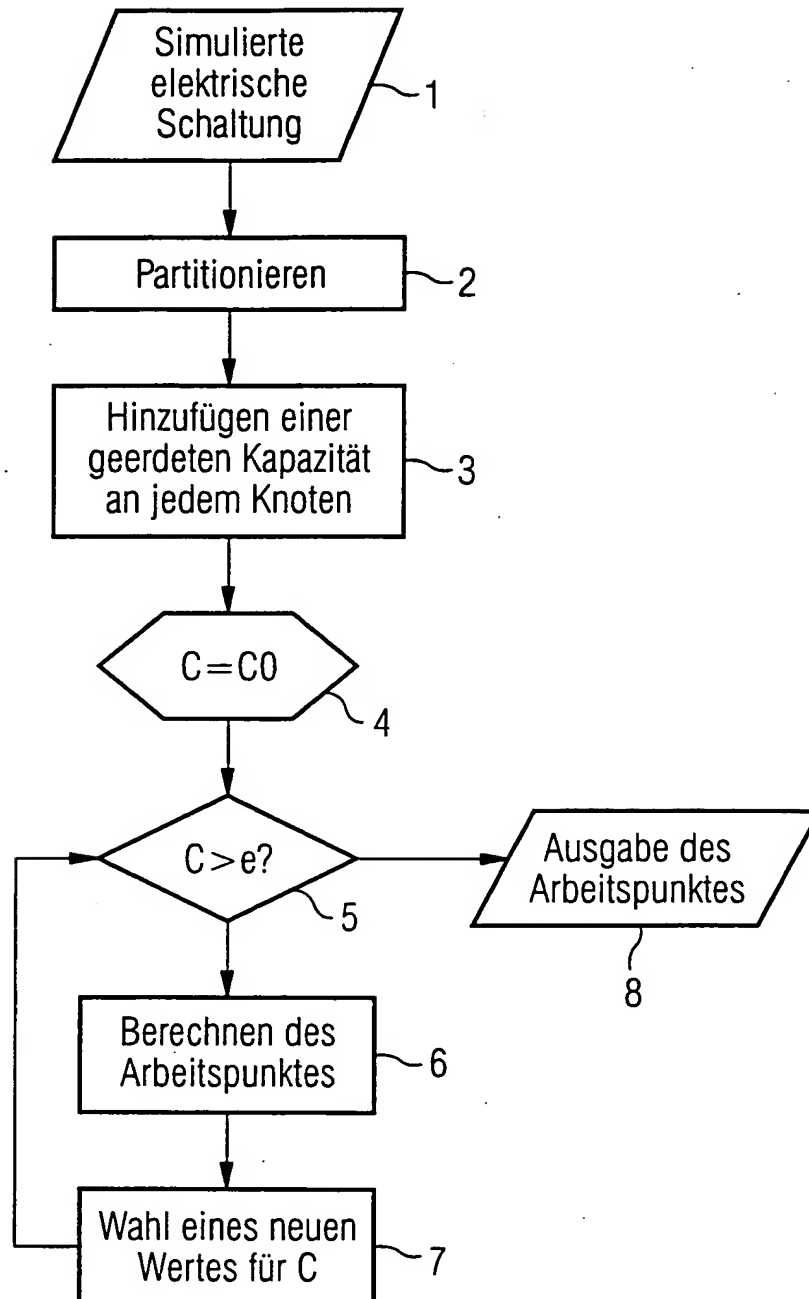 Simulierte
elektrische
Schaltung
1
Partitionieren
2
Hinzufügen einer
geerdeten Kapazität
an jedem Knoten
3
C=C0
4
C>e?
5
Ausgabe des
Arbeitspunktes
8
Berechnen des
Arbeitspunktes
6
Wahl eines neuen
Wertes für C
7